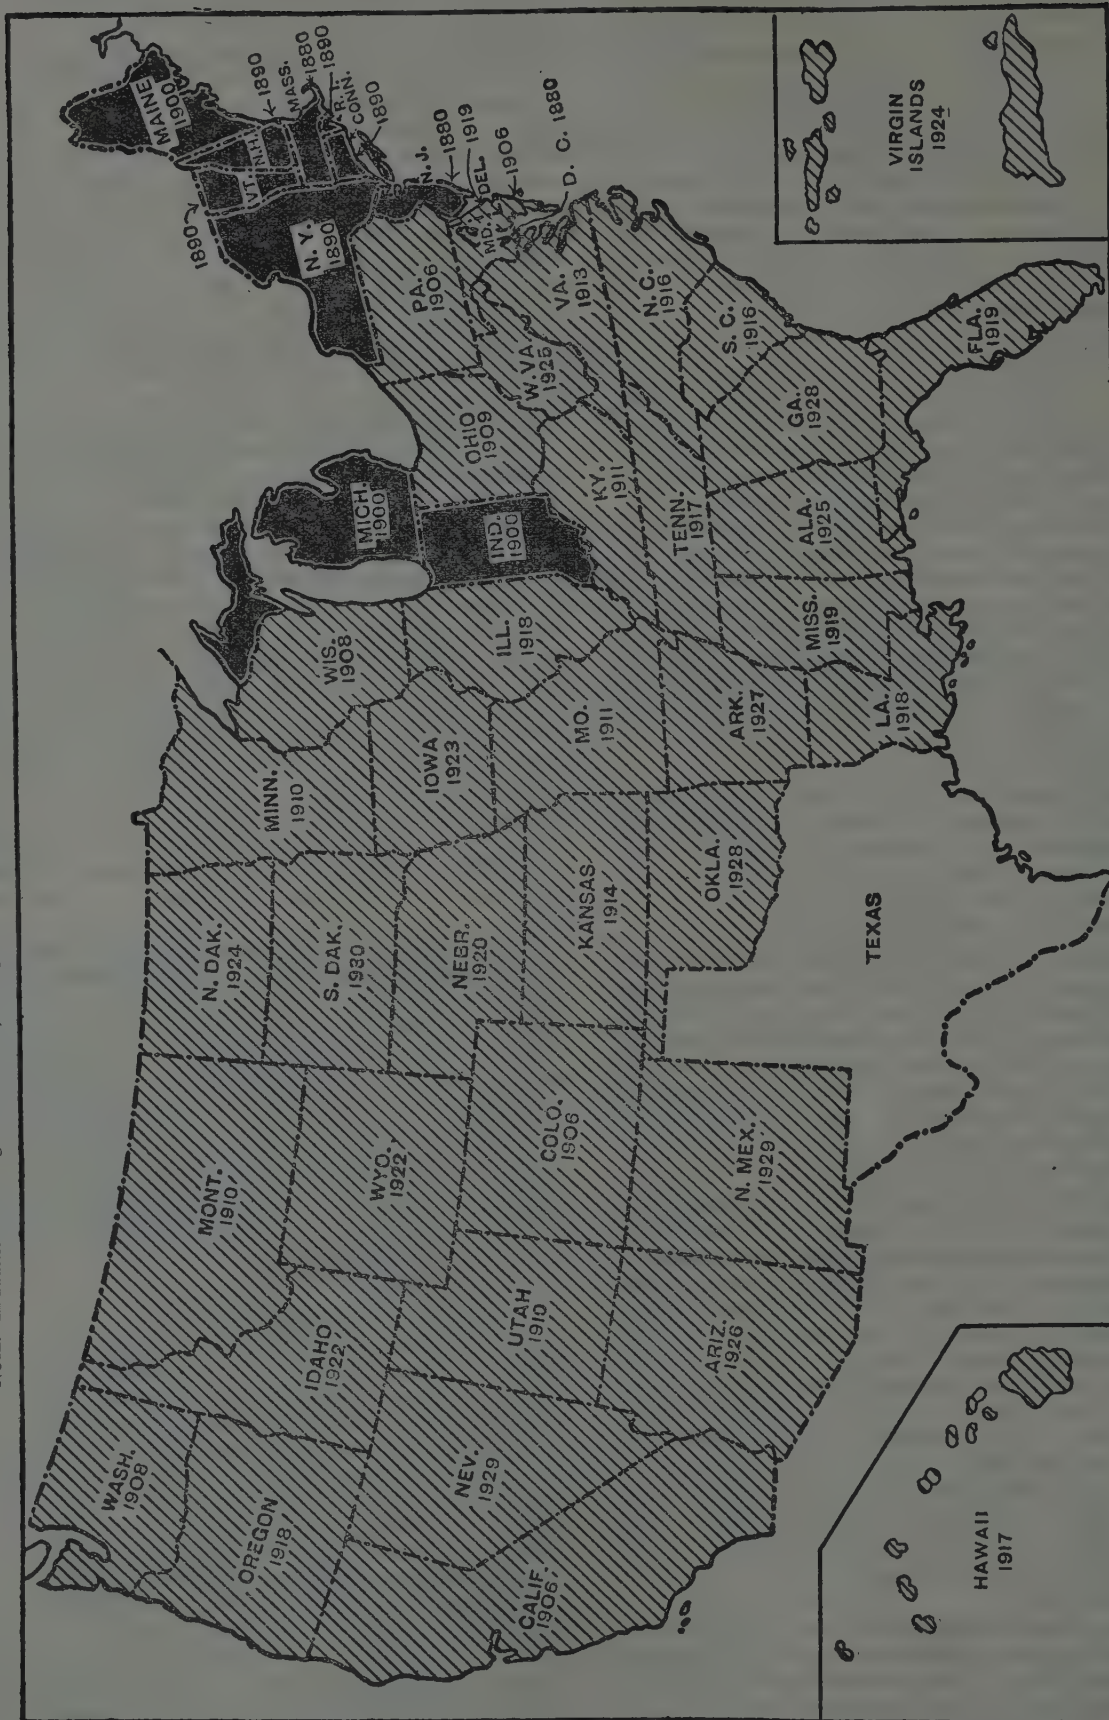 WASH.
1908
MONT.
1910
N. DAK.
1924
MINN.
1910
WIS.
1908
MICH.
1900
1890
VT.
N.H.
MAINE
1900
1890
MASS.
1880
R. I.
1890
CONN.
1890
N. Y.
1890
OREGON
1918
IDAHO
1922
WYO.
1922
S. DAK.
1930
IOWA
1923
ILL.
1918
IND.
1900
OHIO
1909
PA.
1906
N. J.
1880
DEL.
1919
MD.
1906
D. C. 1880
NEV.
1929
UTAH
1910
COLO.
1906
NEBR.
1920
KANSAS
1914
MO.
1911
KY.
1911
W. VA.
1925
VA.
1913
CALIF.
1906
ARIZ.
1926
N. MEX.
1929
OKLA.
1928
ARK.
1927
TENN.
1917
N. C.
1916
S. C.
1916
TEXAS
LA.
1918
MISS.
1919
ALA.
1925
GA.
1928
FLA.
1919
HAWAII
1917
VIRGIN
ISLANDS
1924